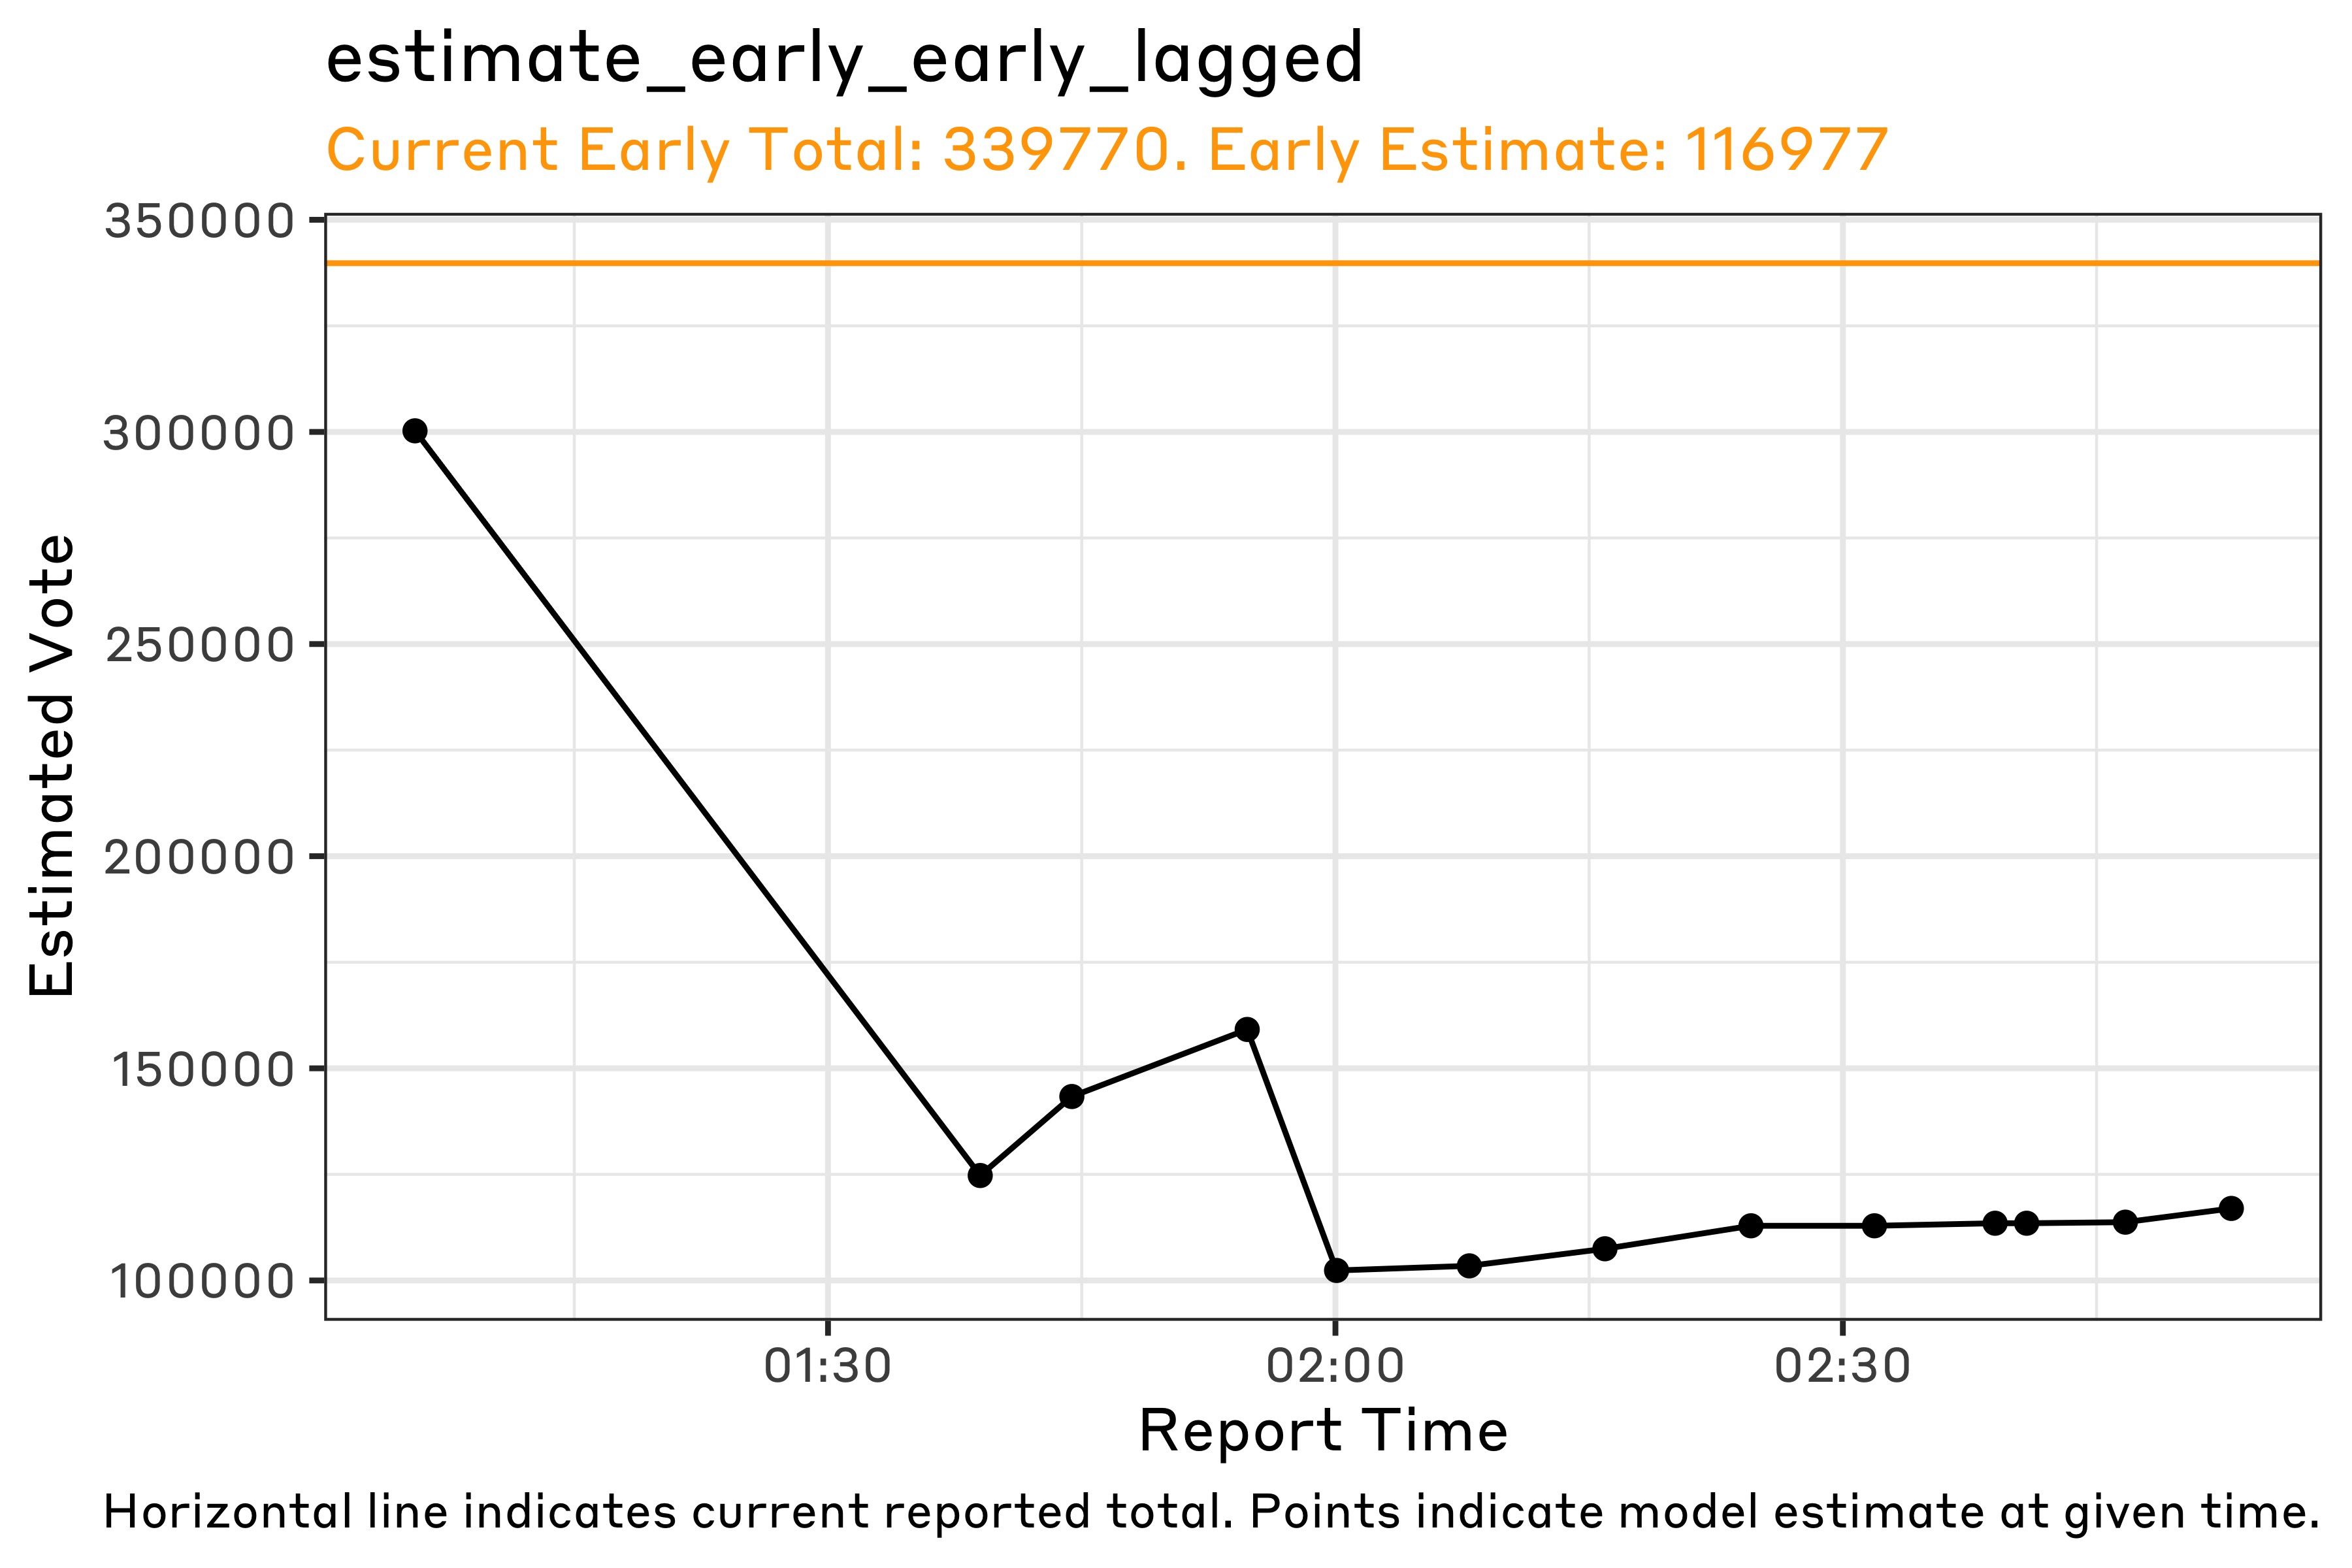 estimate_early_early_lagged
Current Early Total: 339770. Early Estimate: 116977
350000
300000
250000
200000
150000
100000
Estimated Vote
01:30
02:00
02:30
Report Time
Horizontal line indicates current reported total. Points indicate model estimate at given time.